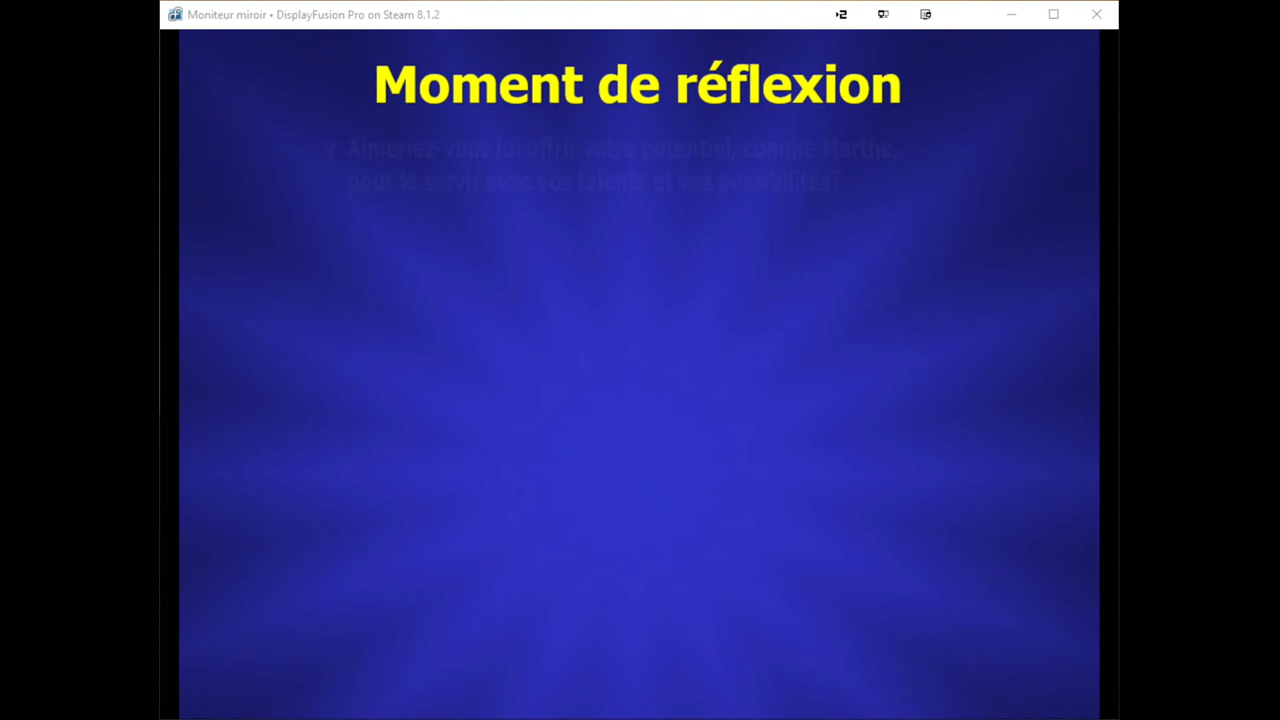 Moniteur miroir • DisplayFusion Pro on Steam 8.1.2
Moment de réflexion
Aimeriez-vous lui offrir votre potentiel, comme Marthe,
pour le servir avec vos talents et vos possibilités?